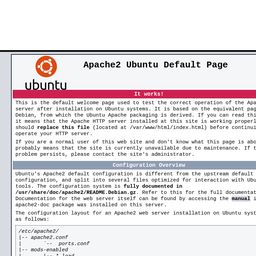 Apache2 Ubuntu Default Page
ubuntu
It works!
This is the default welcome page used to test the correct operation of the Apa
server after installation on Ubuntu systems. It is based on the equivalent pag
Debian, from which the Ubuntu Apache packaging is derived. If you can read thi
it means that the Apache HTTP server installed at this site is working properl
should replace this file (located at /var/www/html/index.html) before continui
operate your HTTP server.
If you are a normal user of this web site and don't know what this page is abo
probably means that the site is currently unavailable due to maintenance. If t
problem persists, please contact the site's administrator.
Configuration Overview
Ubuntu's Apache2 default configuration is different from the upstream default
configuration, and split into several files optimized for interaction with Ubu
tools. The configuration system is fully documented in
/usr/share/doc/apache2/README.Debian.gz. Refer to this for the full documentat
Documentation for the web server itself can be found by accessing the manual i
apache2-doc package was installed on this server.
The configuration layout for an Apache2 web server installation on Ubuntu syst
as follows:
/etc/apache2/
|-- apache2.conf
|       `--  ports.conf
|-- mods-enabled